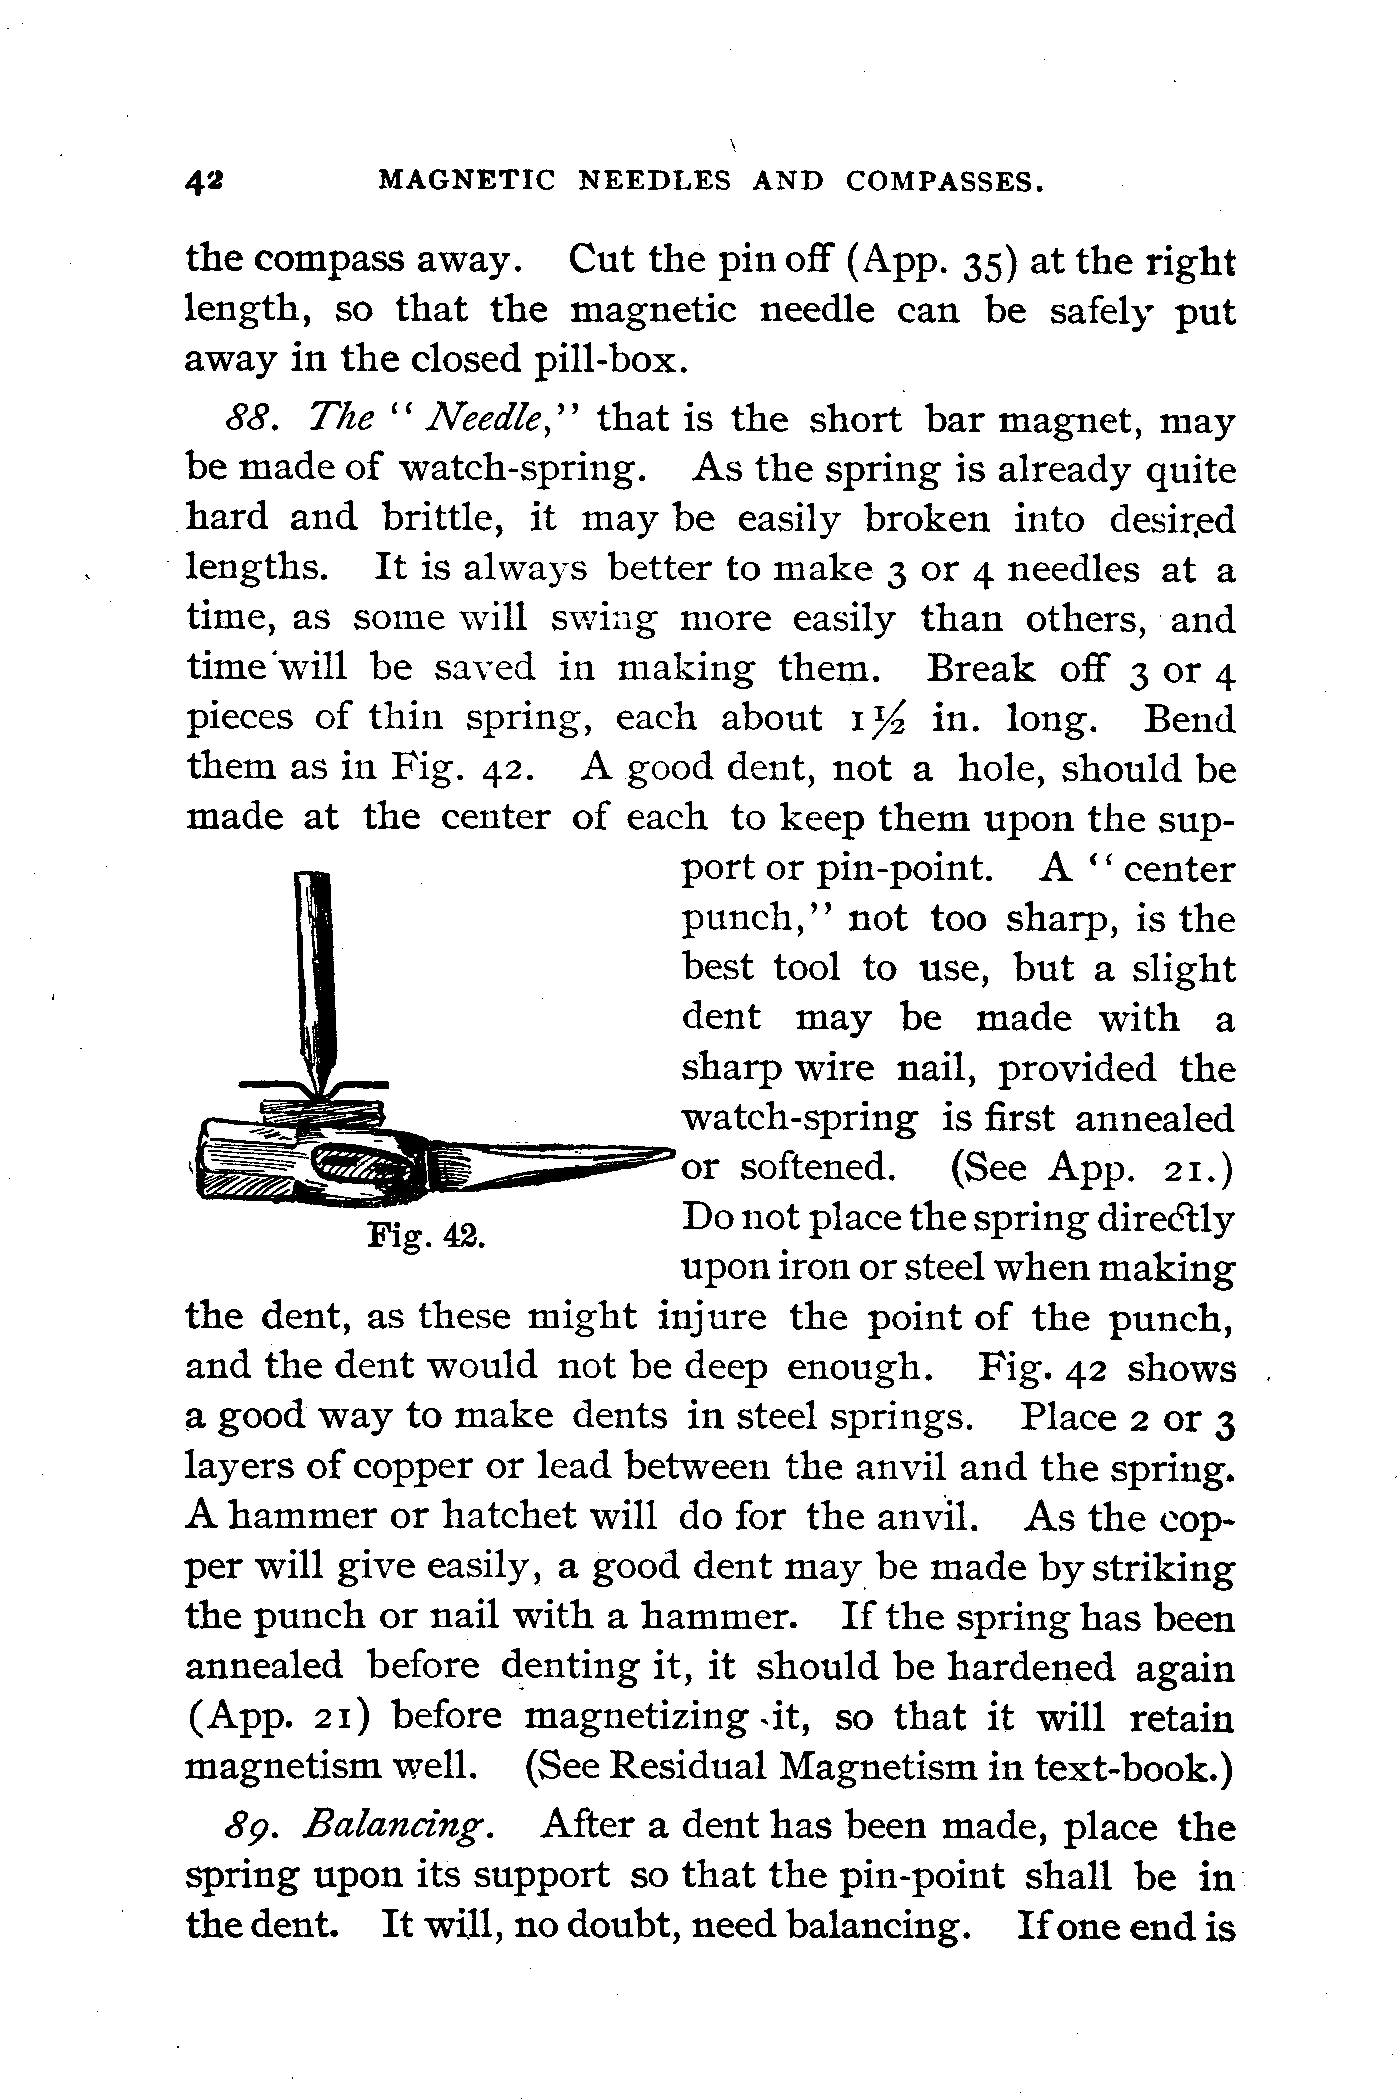 42 MAGNETIC NEEDLES AND COMPASSES.
the compass away. Cut the pin off (App. 35) at the right
length, so that the magnetic needle can be safely put
away in the closed pill-box.
88. The “Needle,” that is the short bar magnet, may
be made of watch-spring. As the spring is already quite
hard and brittle, it may be easily broken into desired
lengths. It is always better to make 3 or 4 needles at a
time, as some will swing more easily than others, and
time will be saved in making them. Break off 3 or 4
pieces of thin spring, each about 1½ in. long. Bend
them as in Fig. 42. A good dent, not a hole, should be
made at the center of each to keep them upon the sup-
port or pin-point. A “center
punch,” not too sharp, is the
best tool to use, but a slight
dent may be made with a
sharp wire nail, provided the
watch-spring is first annealed
or softened. (See App. 21.)
Do not place the spring directly
upon iron or steel when making
Fig. 42.
the dent, as these might injure the point of the punch,
and the dent would not be deep enough. Fig. 42 shows
a good way to make dents in steel springs. Place 2 or 3
layers of copper or lead between the anvil and the spring.
A hammer or hatchet will do for the anvil. As the cop-
per will give easily, a good dent may be made by striking
the punch or nail with a hammer. If the spring has been
annealed before denting it, it should be hardened again
(App. 21) before magnetizing it, so that it will retain
magnetism well. (See Residual Magnetism in text-book.)
89. Balancing. After a dent has been made, place the
spring upon its support so that the pin-point shall be in
the dent. It will, no doubt, need balancing. If one end is